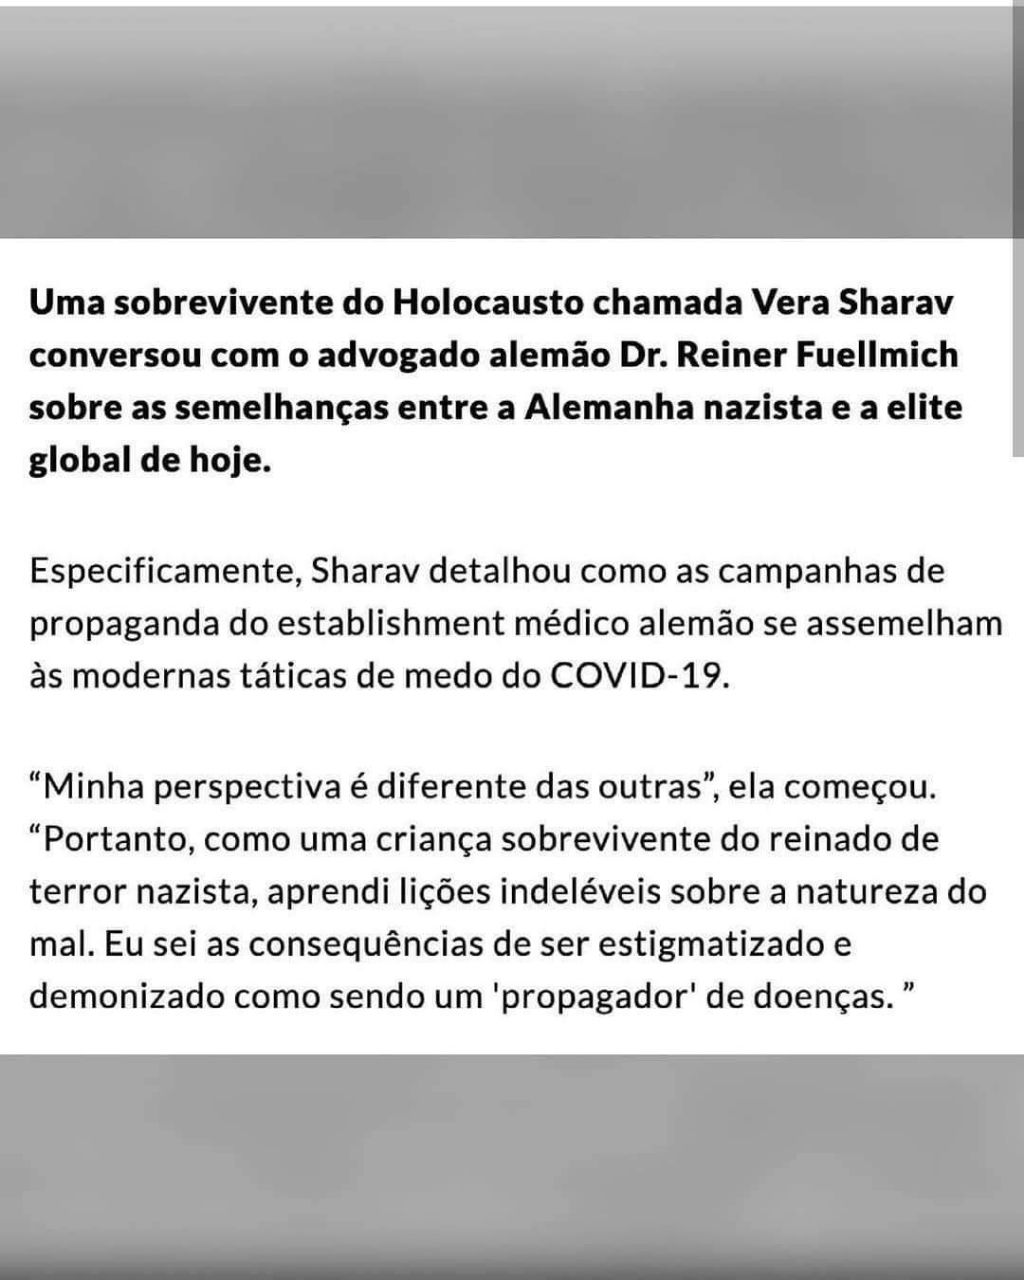 Uma sobrevivente do Holocausto chamada Vera Sharav
conversou com o advogado alemão Dr. Reiner Fuellmich
sobre as semelhanças entre a Alemanha nazista e a elite
global de hoje.
Especificamente, Sharav detalhou como as campanhas de
propaganda do establishment médico alemão se assemelham
às modernas táticas de medo do COVID-19.
“Minha perspectiva é diferente das outras”, ela começou.
“Portanto, como uma criança sobrevivente do reinado de
terror nazista, aprendi lições indeléveis sobre a natureza do
mal. Eu sei as consequências de ser estigmatizado e
demonizado como sendo um 'propagador' de doenças. ”